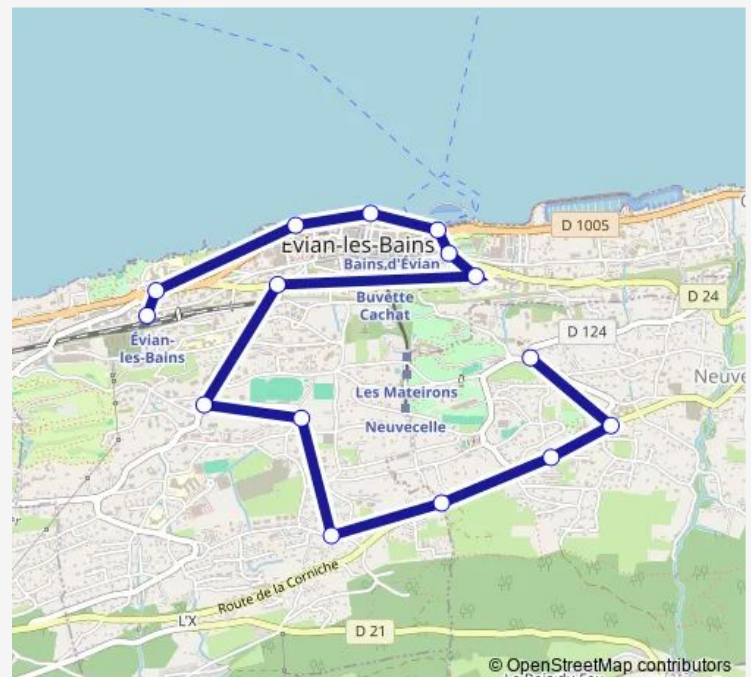 D 1005
Évian-les-Bains
Bains d'Évian
D 24
Buvette
Cachat
D 124
Évian-
les-Bains
Les Mateirons
Neuve
Neuvecelle
Route de la Corniche
L'X
D 21
© OpenStreetMap contributors